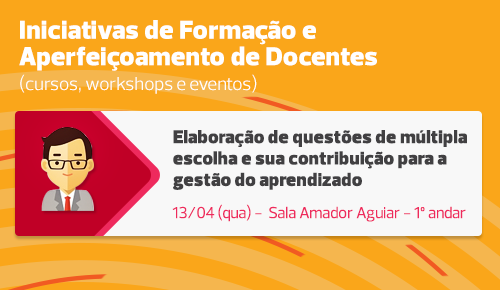 Iniciativas de Formação e
Aperfeiçoamento de Docentes
(cursos, workshops e eventos)
Elaboração de questões de múltipla
escolha e sua contribuição para a
gestão do aprendizado
13/04 (qua) - Sala Amador Aguiar - 1° andar